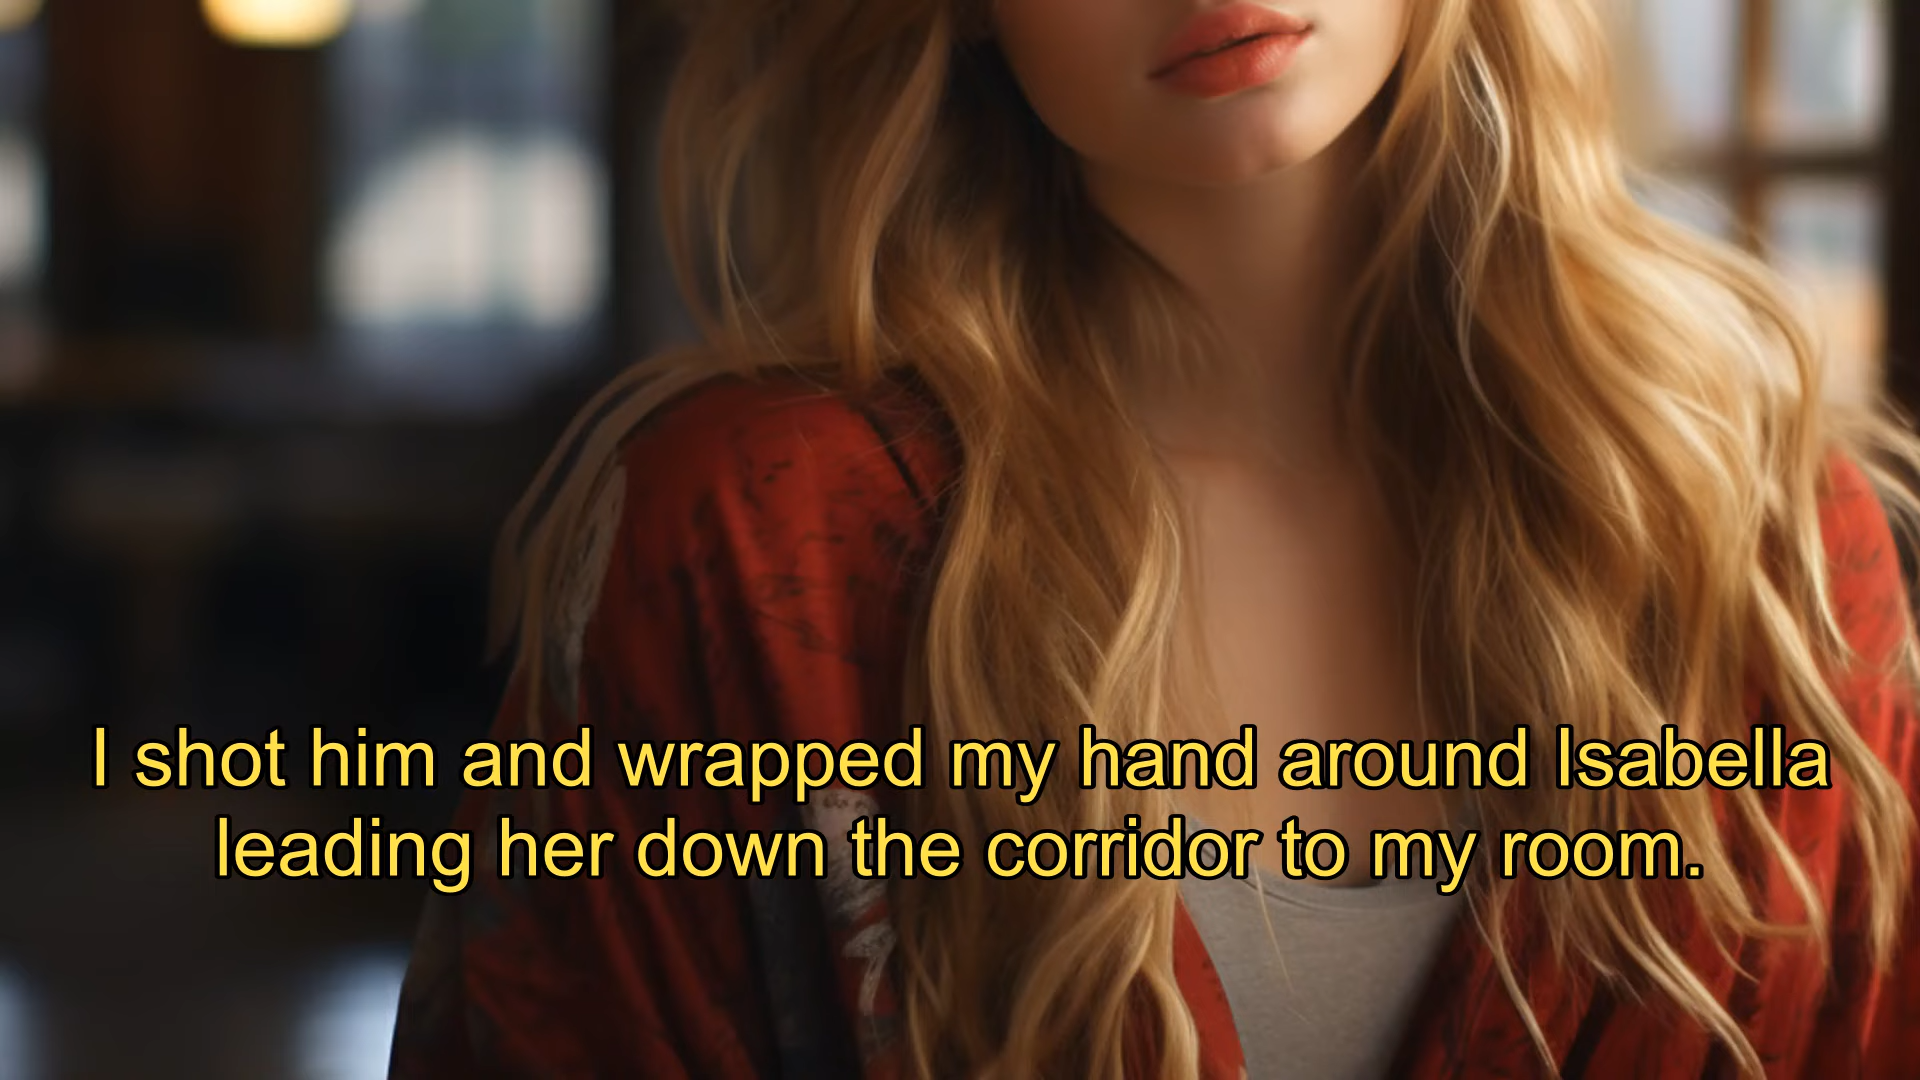 I shot him and wrapped my hand around Isabella
leading her down the corridor to my room.